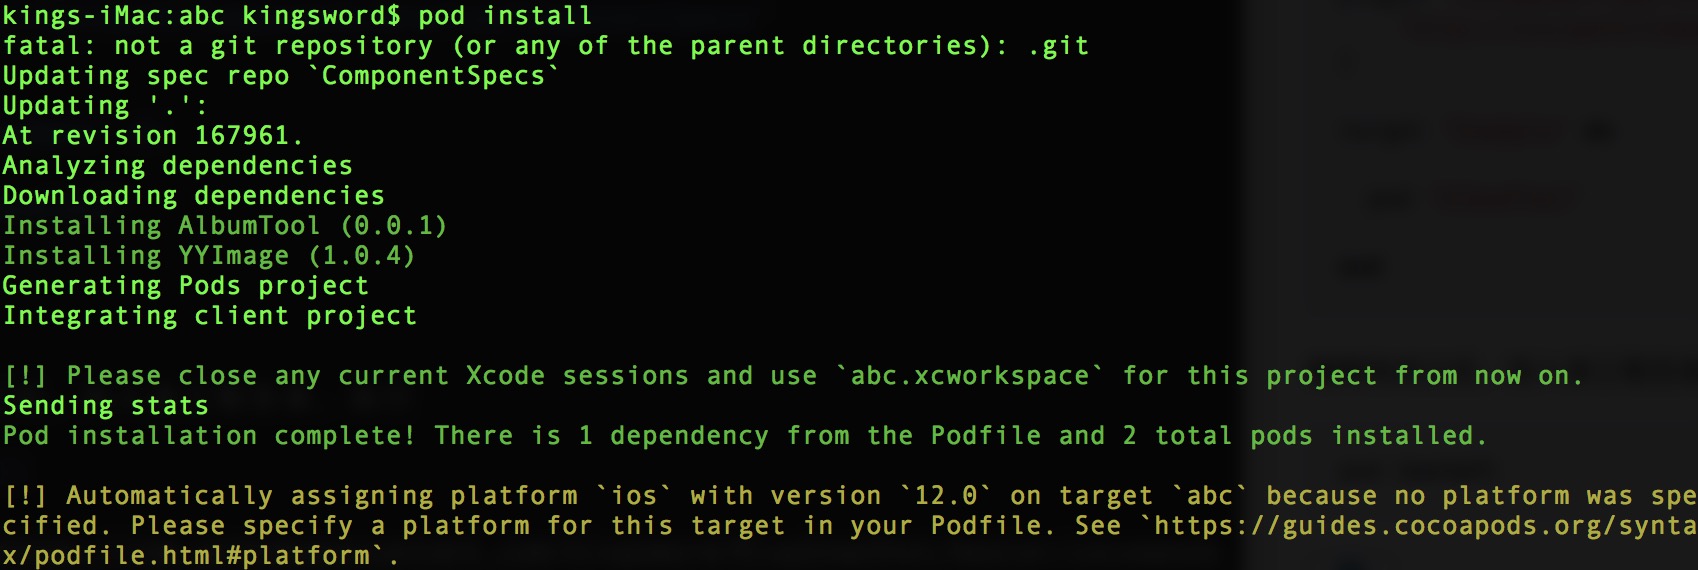 kings-iMac:abc kingsword$ pod install
fatal: not a git repository (or any of the parent directories): .git
Updating spec repo `ComponentSpecs`
Updating '.':
At revision 167961.
Analyzing dependencies
Downloading dependencies
Installing AlbumTool (0.0.1)
Installing YYImage (1.0.4)
Generating Pods project
Integrating client project
[!] Please close any current Xcode sessions and use `abc.xcworkspace` for this project from now on.
Sending stats
Pod installation complete! There is 1 dependency from the Podfile and 2 total pods installed.
[!] Automatically assigning platform `ios` with version `12.0` on target `abc` because no platform was spe
cified. Please specify a platform for this target in your Podfile. See `https://guides.cocoapods.org/synta
x/podfile.html#platform`.